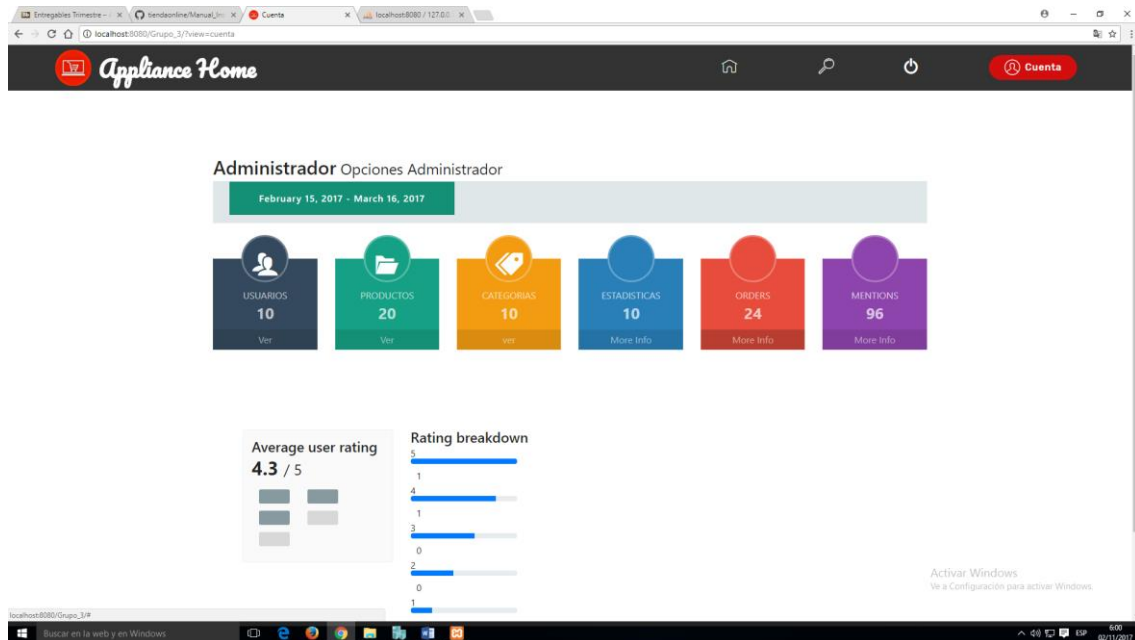 Entregables Trimestre –
tiendaonline/Manual_In
Cuenta
localhost:8080 / 127.0.0
localhost:8080/Grupo_3/?view=cuenta
Appliance Home
Cuenta
Administrador Opciones Administrador
February 15, 2017 - March 16, 2017
USUARIOS
10
Ver
PRODUCTOS
20
Ver
CATEGORIAS
10
ver
ESTADISTICAS
10
More Info
ORDERS
24
More Info
MENTIONS
96
More Info
Average user rating
4.3 / 5
Rating breakdown
5
1
4
1
3
0
2
0
1
Activar Windows
Ve a Configuración para activar Windows.
localhost:8080/Grupo_3/#
Buscar en la web y en Windows
ESP
6:00
02/11/2017